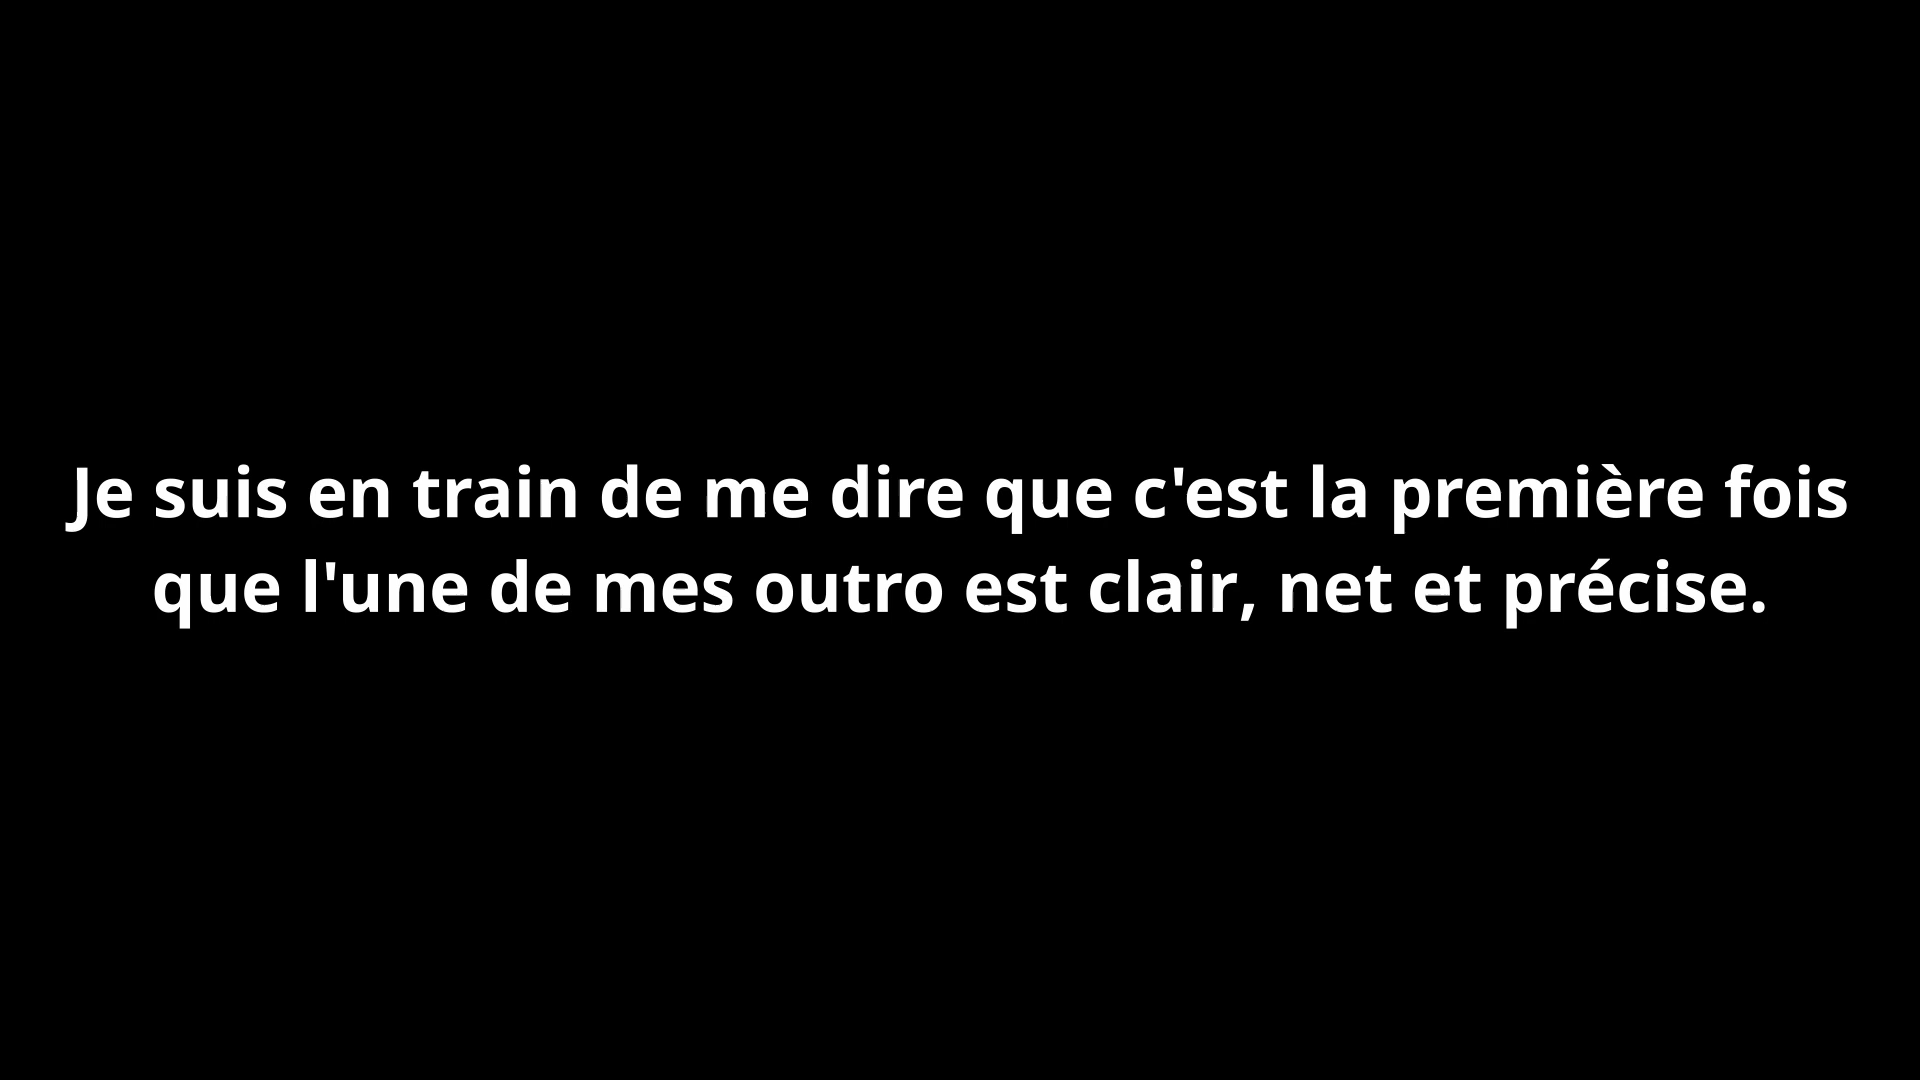 Je suis en train de me dire que c'est la première fois
que l'une de mes outro est clair, net et précise.